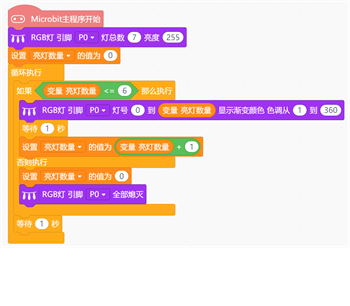 Microbit主程序开始
RGB灯 引脚 P0 灯总数 7 亮度 255
设置 亮灯数量 的值为 0
循环执行
如果 变量 亮灯数量 <= 6 那么执行
RGB灯 引脚 P0 灯号 0 到 变量 亮灯数量 显示渐变颜色 色调从 1 到 360
等待 1 秒
设置 亮灯数量 的值为 变量 亮灯数量 + 1
否则执行
设置 亮灯数量 的值为 0
RGB灯 引脚 P0 全部熄灭
等待 1 秒